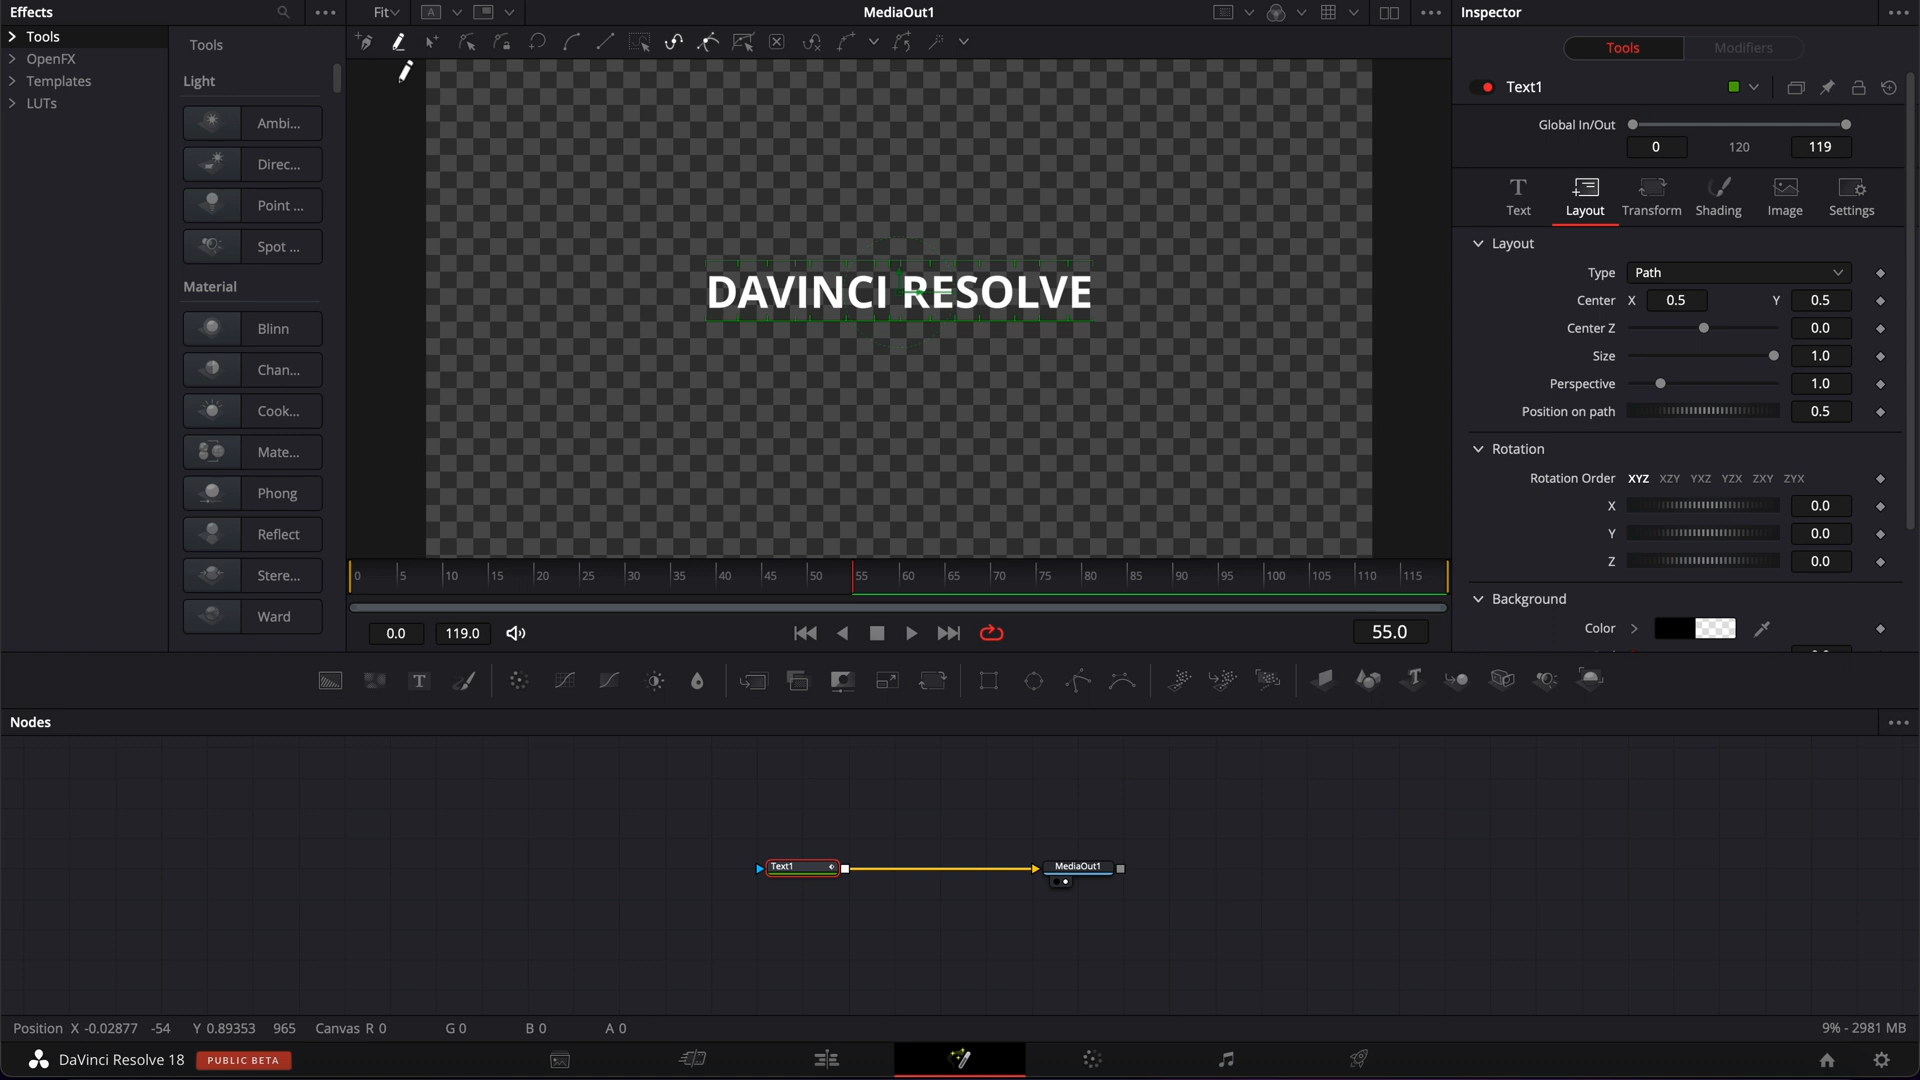 Effects
Fit
A
MediaOut1
Inspector
Tools
OpenFX
Templates
LUTs
Tools
Light
Ambi...
Direc...
Point ...
Spot ...
Material
Blinn
Chan...
Cook...
Mate...
Phong
Reflect
Stere...
Ward
DAVINCI RESOLVE
0 5 10 15 20 25 30 35 40 45 50 55 60 65 70 75 80 85 90 95 100 105 110 115
0.0 119.0 55.0
Tools Modifiers
Text1
Global In/Out
0 120 119
Text Layout Transform Shading Image Settings
Layout
Type Path
Center X 0.5 Y 0.5
Center Z 0.0
Size 1.0
Perspective 1.0
Position on path 0.5
Rotation
Rotation Order XYZ XZY YXZ YZX ZXY ZYX
X 0.0
Y 0.0
Z 0.0
Background
Color
T
T
Nodes
Text1
MediaOut1
Position X -0.02877 -54 Y 0.89353 965 Canvas R 0 G 0 B 0 A 0
9% - 2981 MB
DaVinci Resolve 18 PUBLIC BETA